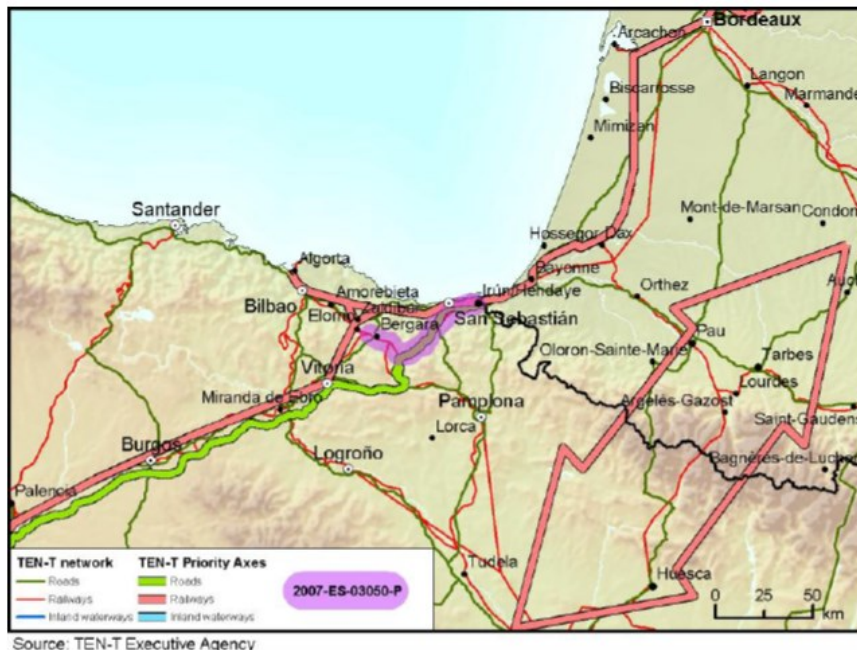 Bordeaux
Arcachon
Langon
Biscarrosse
Marmande
Mimizan
Santander
Mont-de-Marsan
Condom
Hossegor
Dax
Algorta
Bayonne
Amorebieta
Irún/Hendaye
Orthez
Auch
Bilbao
Elorrio
San Sebastián
Bergara
Pau
Oloron-Sainte-Marie
Tarbes
Vitoria
Lourdes
Miranda de Ebro
Pamplona
Argelès-Gazost
Saint-Gaudens
Lorca
Burgos
Logroño
Bagnères-de-Luchon
Palencia
Tudela
Huesca
TEN-T network
TEN-T Priority Axes
Roads
Roads
Railways
Railways
Inland waterways
Inland waterways
2007-ES-03050-P
0 25 50
km
Source: TEN-T Executive Agency